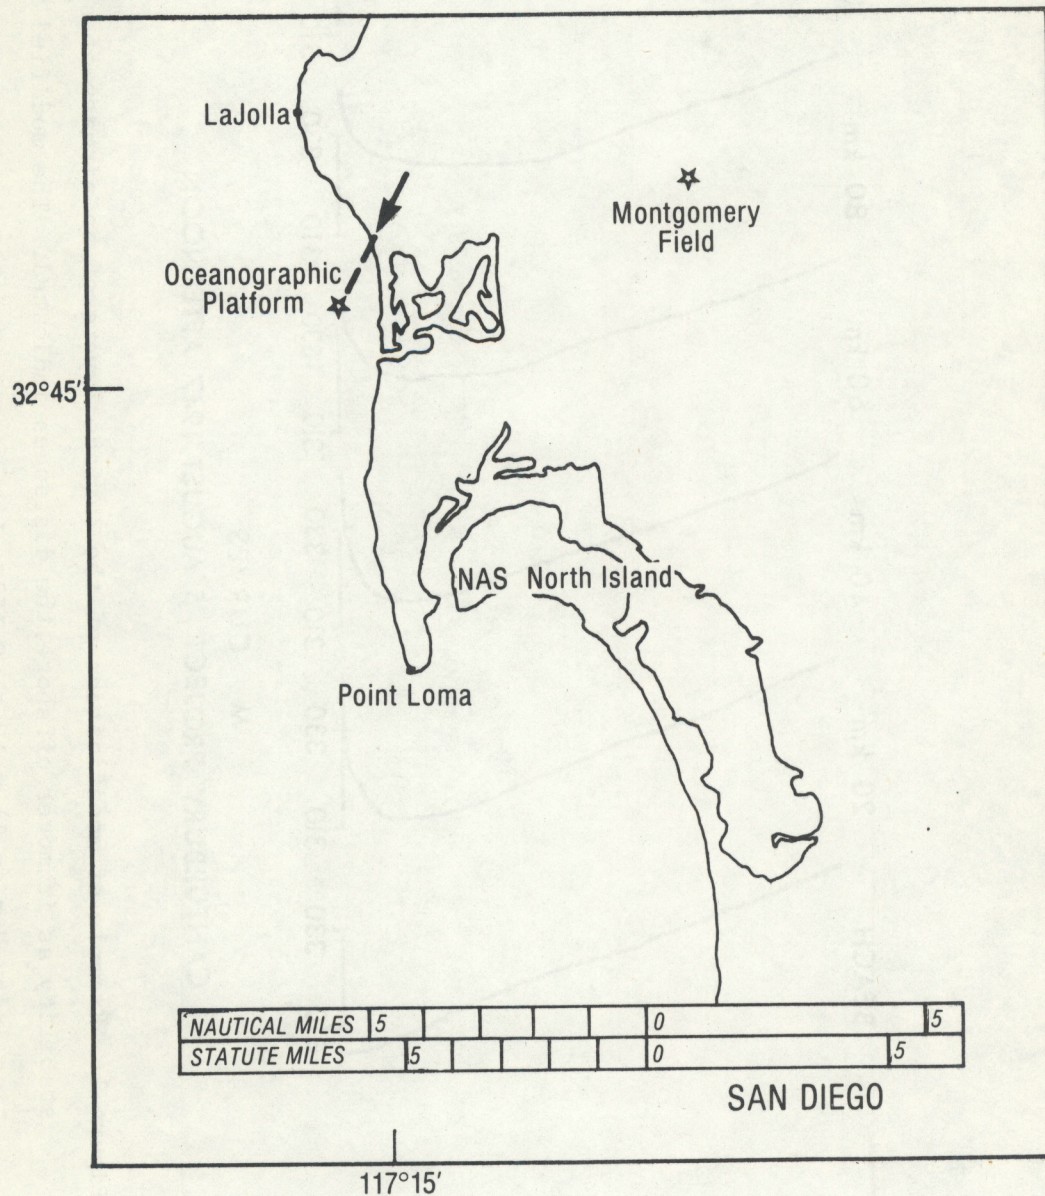 LaJolla
Montgomery
Field
Oceanographic
Platform
32°45'
NAS North Island
Point Loma
NAUTICAL MILES 5 0 5
STATUTE MILES 5 0 5
SAN DIEGO
117°15'